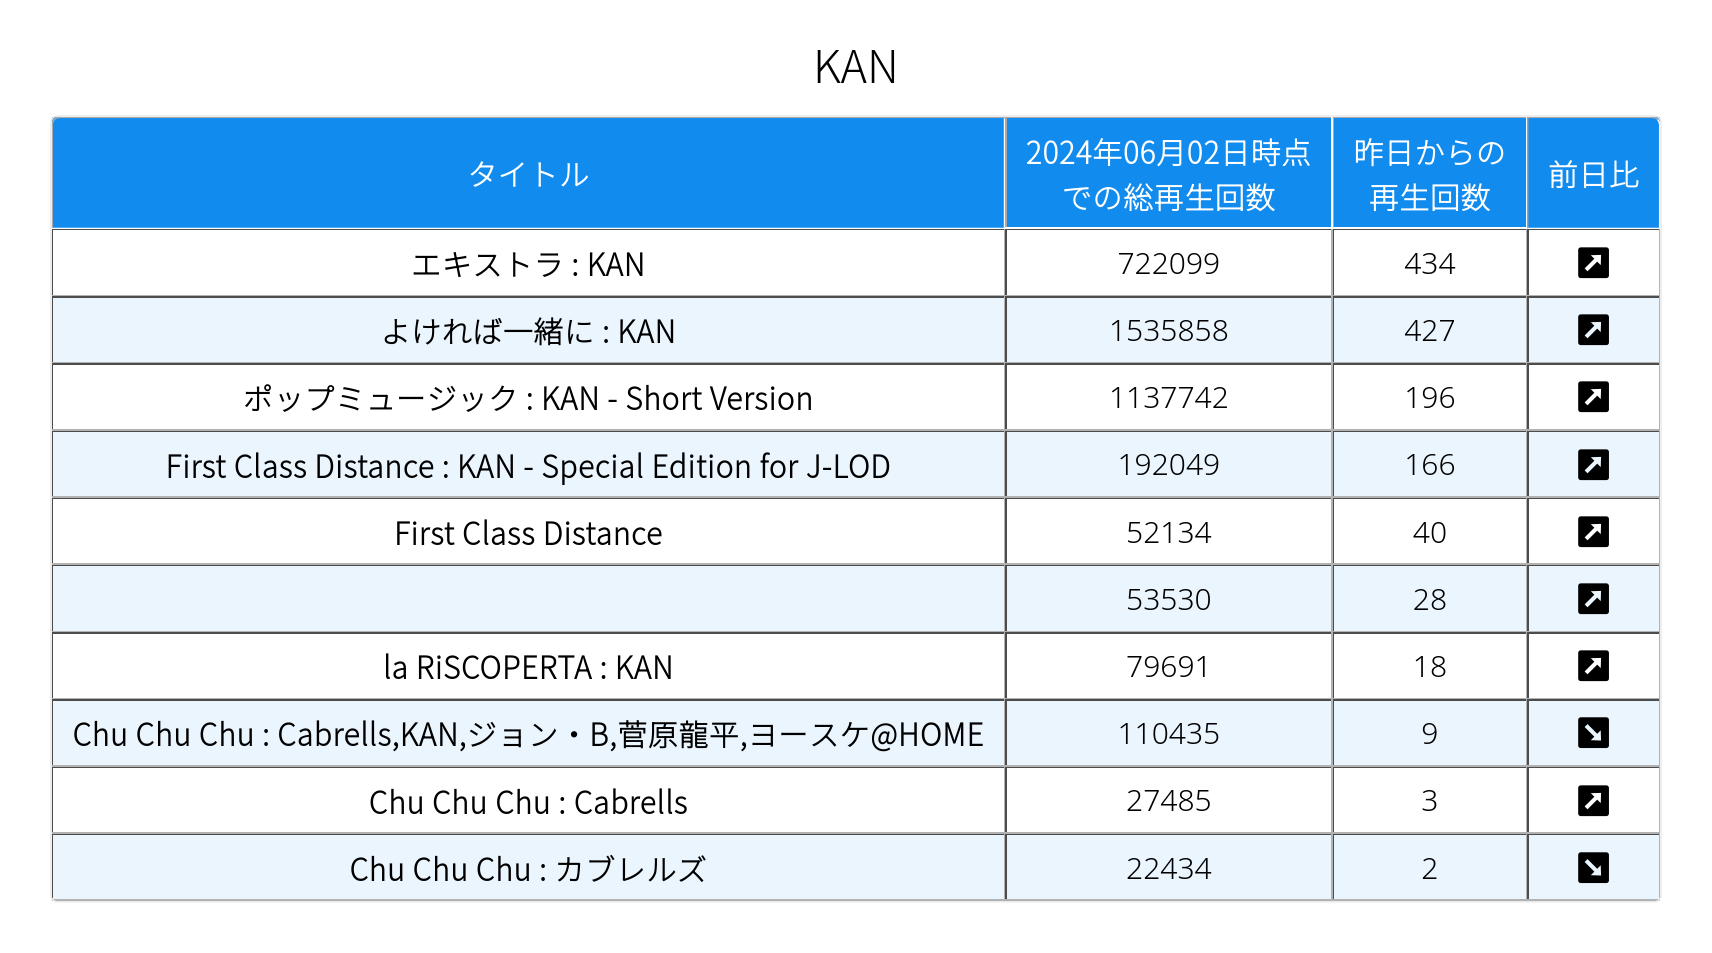 KAN
タイトル 2024年06月02日時点での総再生回数 昨日からの再生回数 前日比
エキストラ : KAN 722099 434
よければ一緒に : KAN 1535858 427
ポップミュージック : KAN - Short Version 1137742 196
First Class Distance : KAN - Special Edition for J-LOD 192049 166
First Class Distance 52134 40
53530 28
la RiSCOPERTA : KAN 79691 18
Chu Chu Chu : Cabrells,KAN,ジョン・B,菅原龍平,ヨースケ@HOME 110435 9
Chu Chu Chu : Cabrells 27485 3
Chu Chu Chu : カブレルズ 22434 2